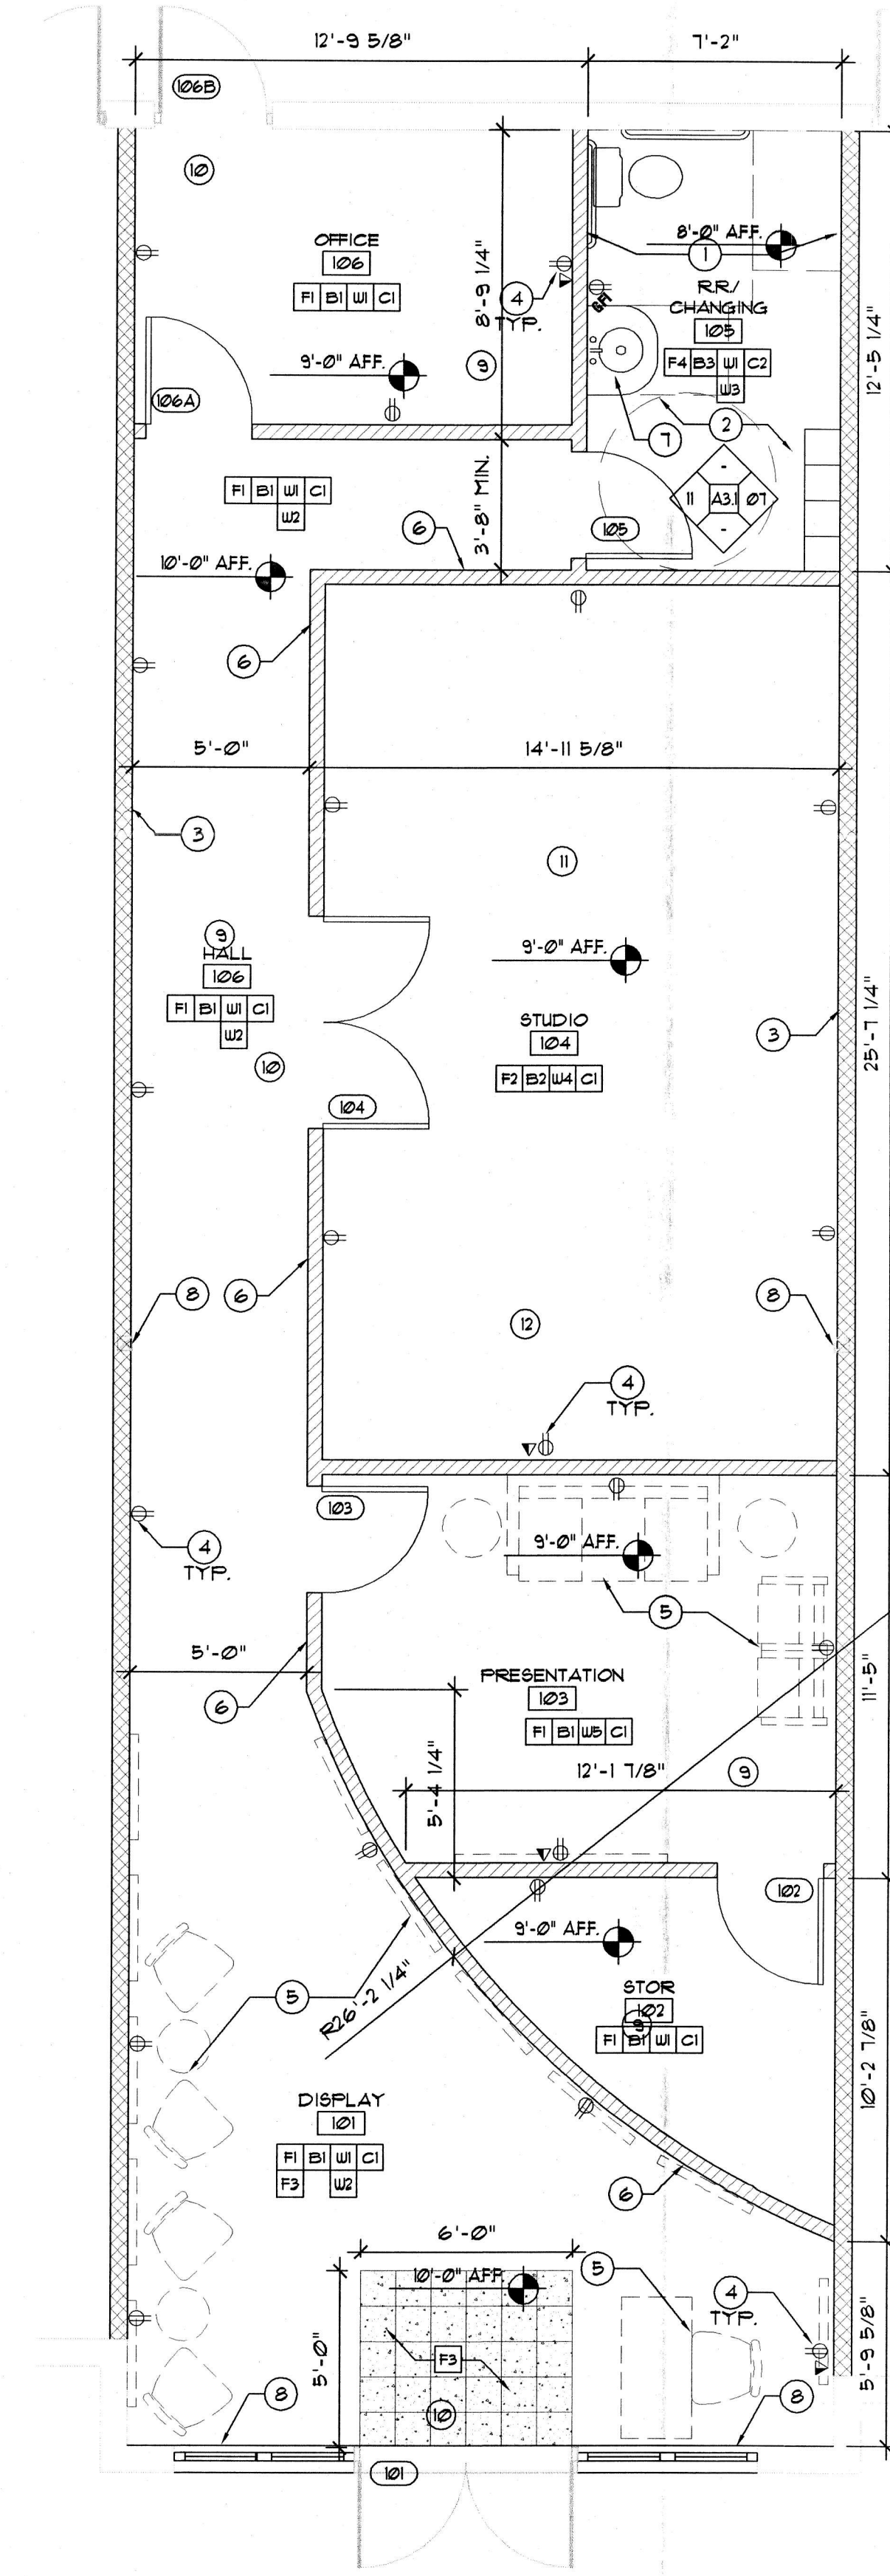 12'-9 5/8"
7'-2"
106B
10
OFFICE
106
F1 B1 W1 C1
8'-9 1/4"
4
TYP.
8'-0" AFF.
1
GFI
R.R./
CHANGING
105
F4 B3 W1 C2
W3
12'-5 1/4"
9'-0" AFF.
9
106A
7
2
F1 B1 W1 C1
W2
6
3'-8" MIN.
105
-
11 A3.1 07
-
10'-0" AFF.
6
5'-0"
14'-11 5/8"
3
11
9
HALL
106
F1 B1 W1 C1
W2
9'-0" AFF.
STUDIO
104
F2 B2 W4 C1
3
25'-7 1/4"
10
104
8
6
12
8
4
TYP.
103
4
TYP.
9'-0" AFF.
5
5'-0"
6
PRESENTATION
103
F1 B1 W5 C1
11'-5"
5'-4 1/4"
12'-1 7/8"
9
102
9'-0" AFF.
5
R26'-2 1/4"
STOR
102
9
F1 B1 W1 C1
10'-2 7/8"
DISPLAY
101
F1 B1 W1 C1
F3 W2
6
6'-0"
10'-0" AFF.
5
4
TYP.
5'-0"
F3
10
5'-9 5/8"
8
8
101